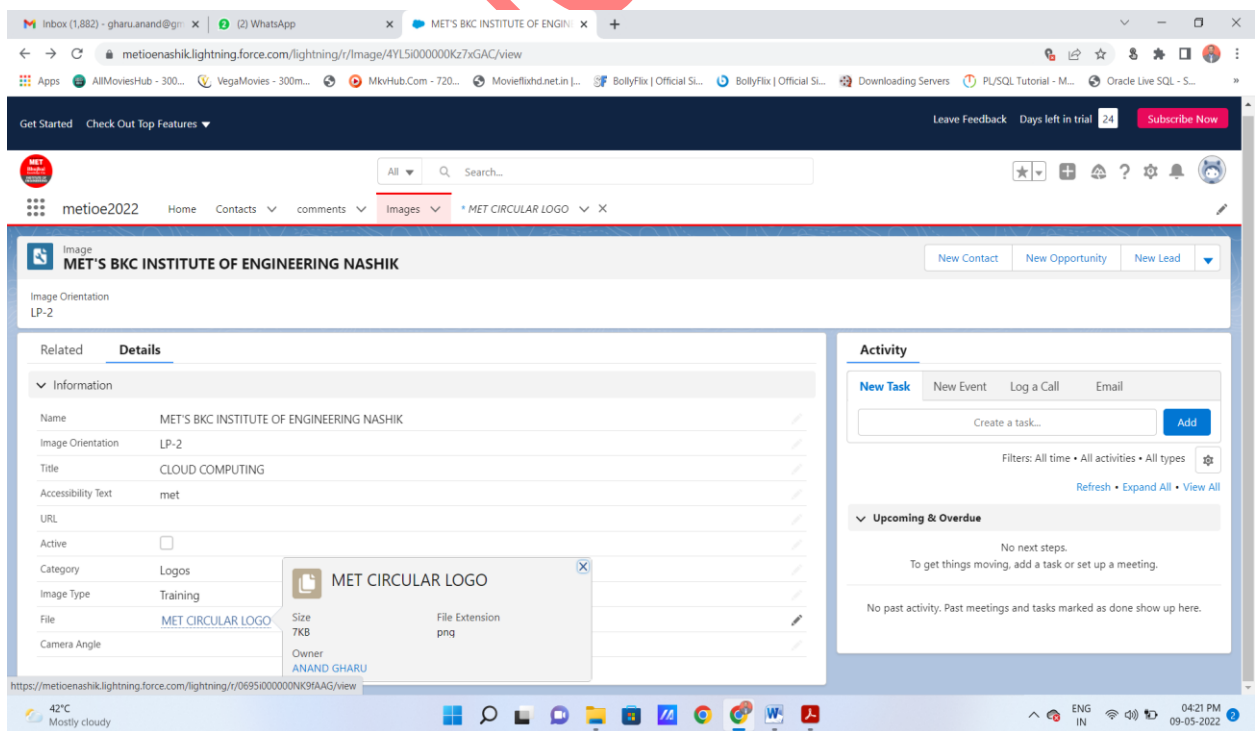 Inbox (1,882) - gharu.anand@gm
(2) WhatsApp
MET'S BKC INSTITUTE OF ENGIN
metioenashik.lightning.force.com/lightning/r/Image/4YL5i000000Kz7xGAC/view
Apps AllMoviesHub - 300... VegaMovies - 300m... MkvHub.Com - 720... Movieflixhd.net.in |... BollyFlix | Official Si... BollyFlix | Official Si... Downloading Servers PL/SQL Tutorial - M... Oracle Live SQL - S... »
Get Started Check Out Top Features Leave Feedback Days left in trial 24 Subscribe Now
MET
All Search...
metioe2022 Home Contacts comments Images * MET CIRCULAR LOGO
Image
MET'S BKC INSTITUTE OF ENGINEERING NASHIK
New Contact New Opportunity New Lead
Image Orientation
LP-2
Related Details
Information
Name MET'S BKC INSTITUTE OF ENGINEERING NASHIK
Image Orientation LP-2
Title CLOUD COMPUTING
Accessibility Text met
URL
Active
Category Logos
Image Type Training
File MET CIRCULAR LOGO
Camera Angle
MET CIRCULAR LOGO
Size File Extension
7KB png
Owner
ANAND GHARU
Activity
New Task New Event Log a Call Email
Create a task... Add
Filters: All time • All activities • All types
Refresh • Expand All • View All
Upcoming & Overdue
No next steps.
To get things moving, add a task or set up a meeting.
No past activity. Past meetings and tasks marked as done show up here.
https://metioenashik.lightning.force.com/lightning/r/0695i000000NK9fAAG/view
42°C
Mostly cloudy
ENG
IN
04:21 PM
09-05-2022
2